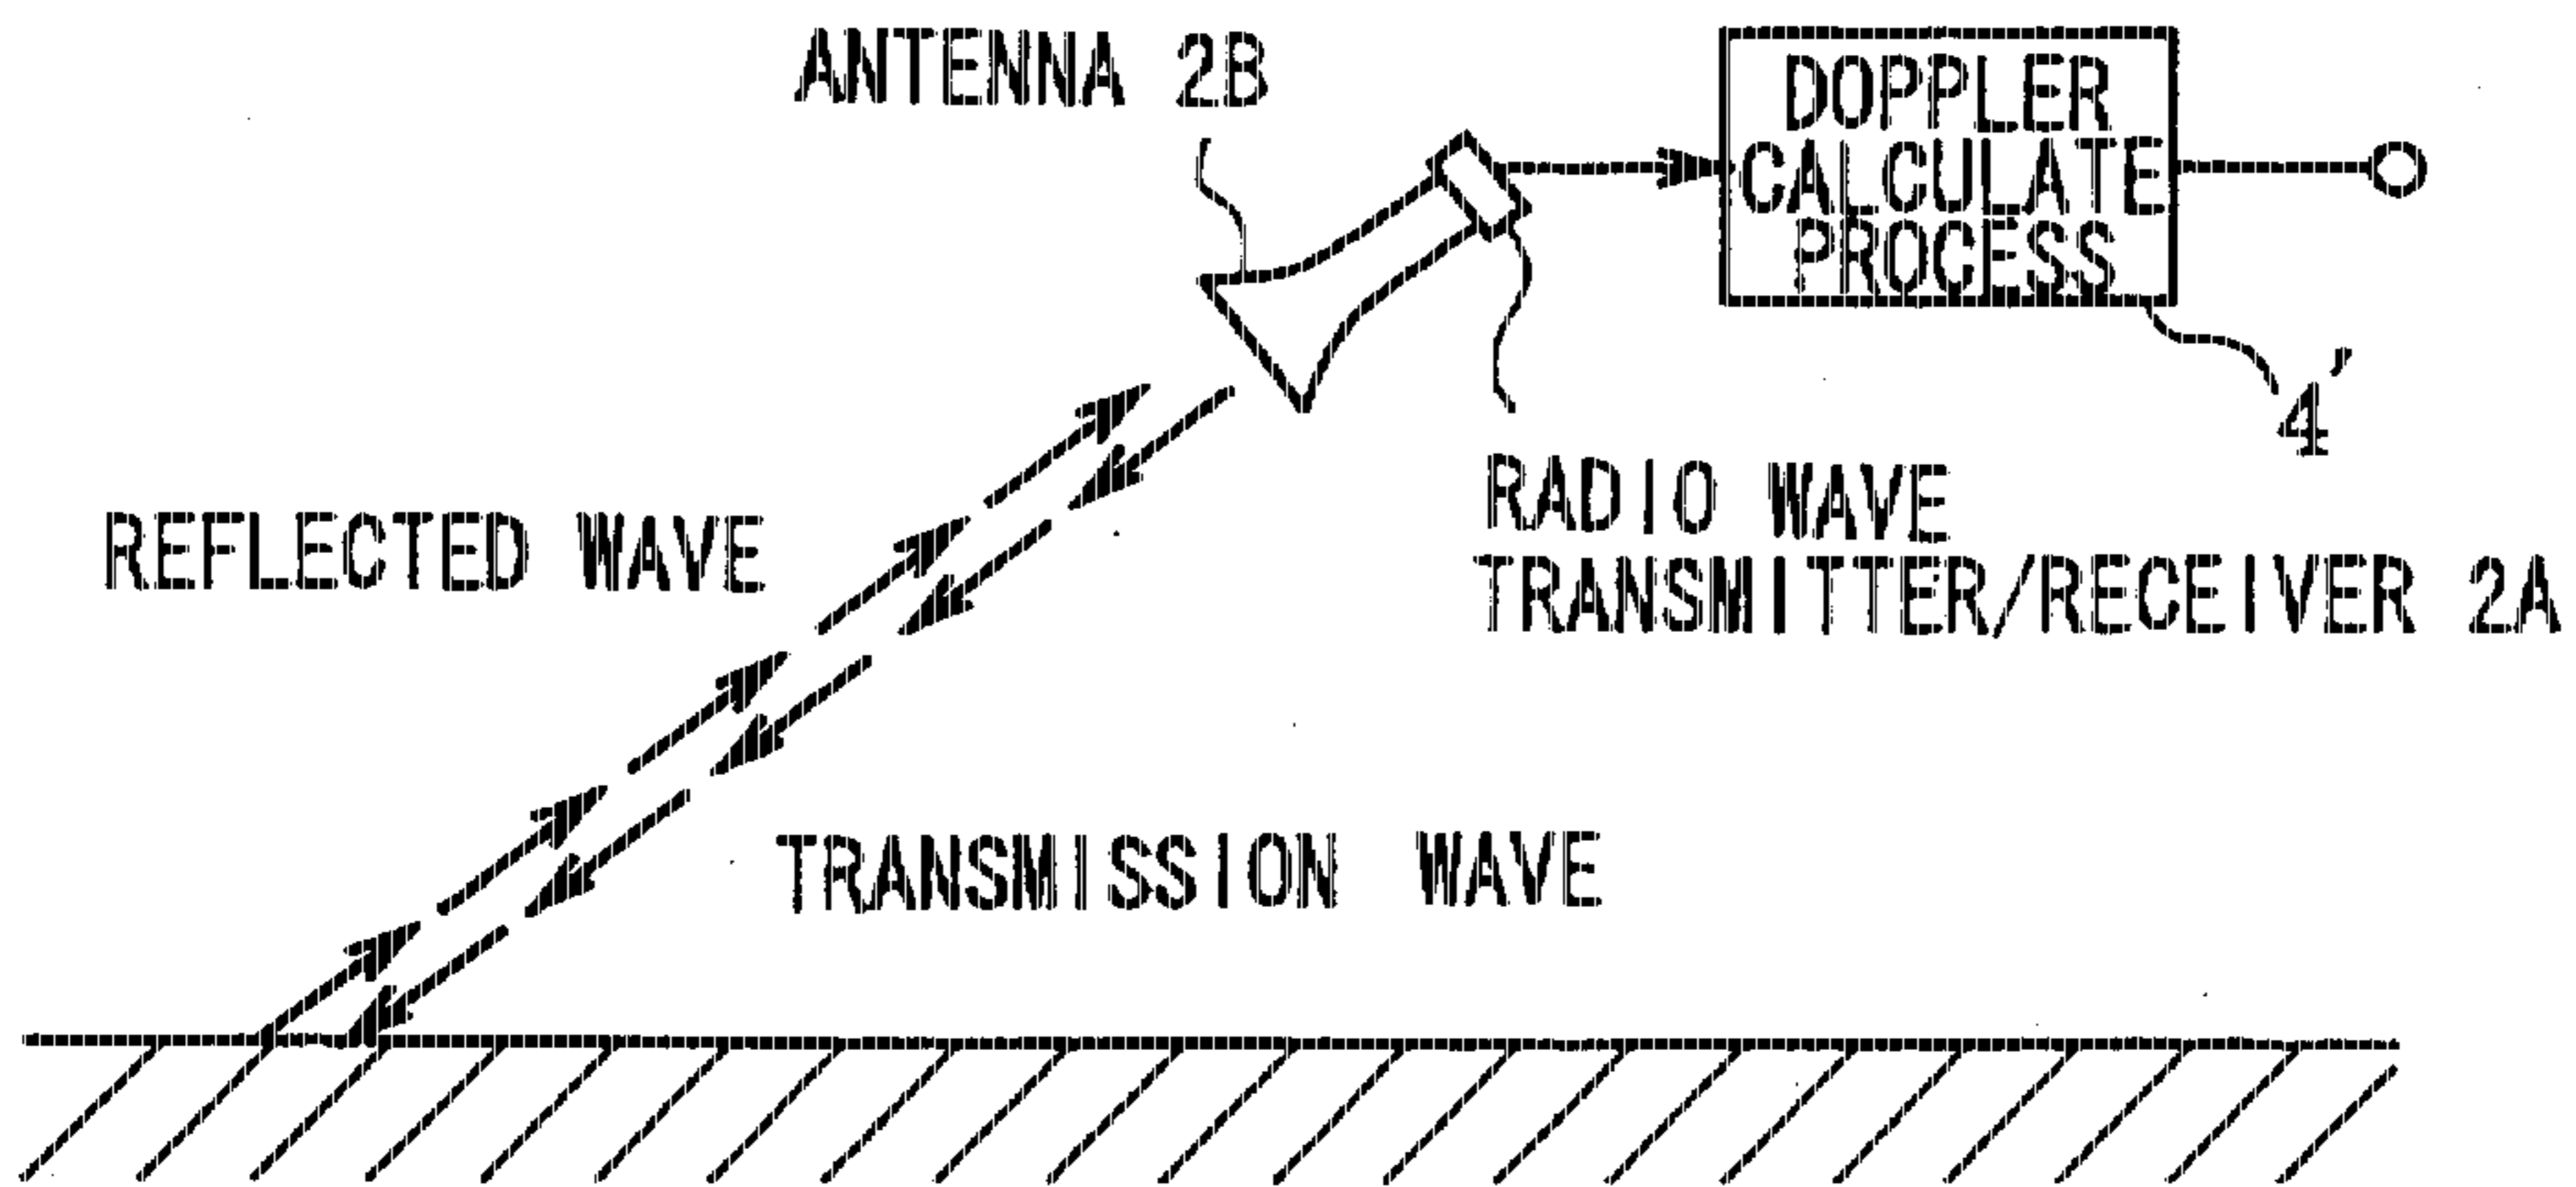 ANTENNA 2B
DOPPLER
CALCULATE
PROCESS
4'
REFLECTED WAVE
RADIO WAVE
TRANSMITTER/RECEIVER 2A
TRANSMISSION WAVE